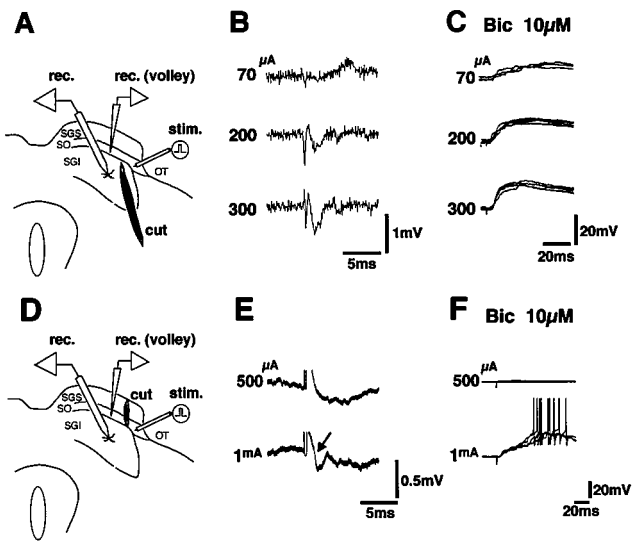 A
rec.
rec. (volley)
stim.
SGS
SO
SGI
OT
cut
B
µA
70
200
300
1mV
5ms
C
Bic 10µM
µA
70
200
300
20mV
20ms
D
rec.
rec. (volley)
cut
stim.
SGS
SO
SGI
OT
E
µA
500
1mA
0.5mV
5ms
F
Bic 10µM
µA
500
1mA
20mV
20ms